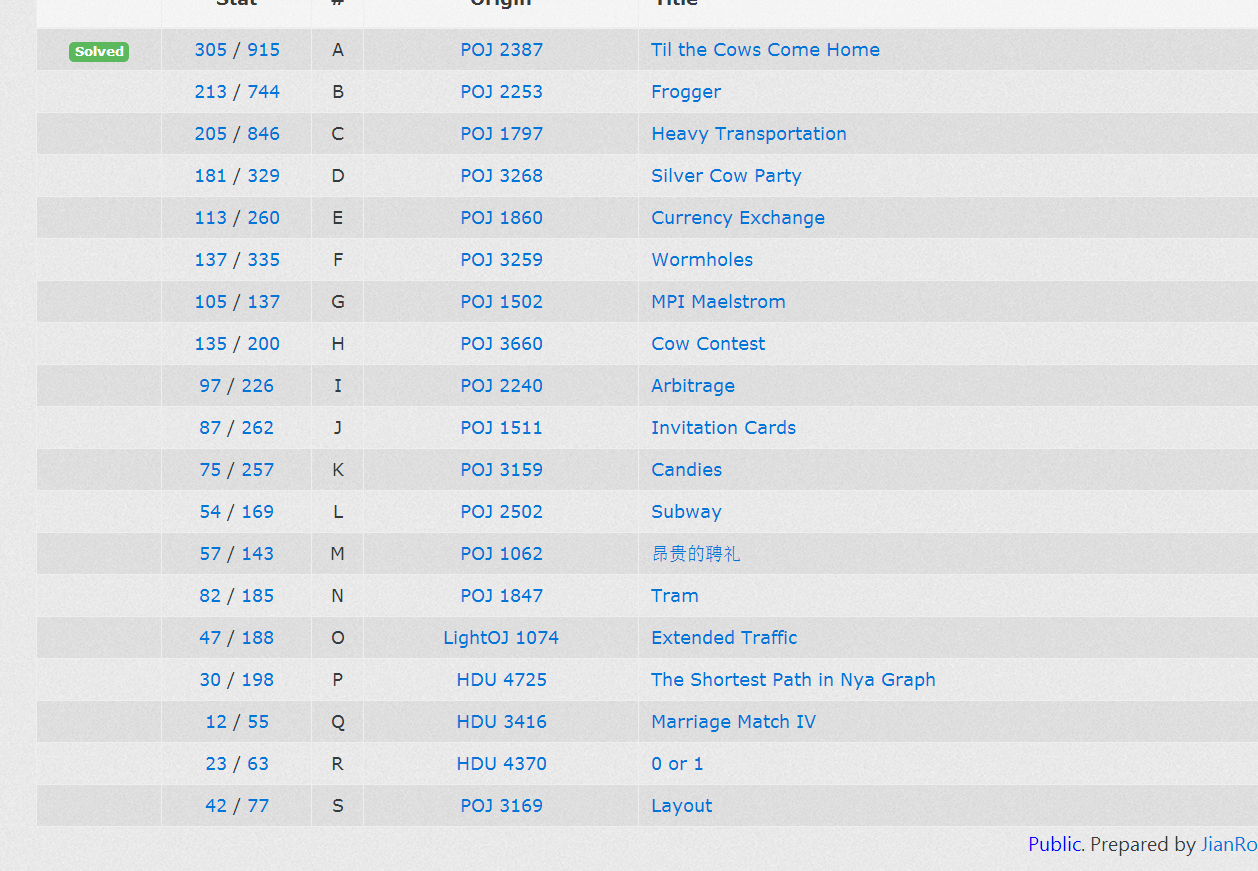 Stat # Origin Title
Solved 305 / 915 A POJ 2387 Til the Cows Come Home
213 / 744 B POJ 2253 Frogger
205 / 846 C POJ 1797 Heavy Transportation
181 / 329 D POJ 3268 Silver Cow Party
113 / 260 E POJ 1860 Currency Exchange
137 / 335 F POJ 3259 Wormholes
105 / 137 G POJ 1502 MPI Maelstrom
135 / 200 H POJ 3660 Cow Contest
97 / 226 I POJ 2240 Arbitrage
87 / 262 J POJ 1511 Invitation Cards
75 / 257 K POJ 3159 Candies
54 / 169 L POJ 2502 Subway
57 / 143 M POJ 1062 昂贵的聘礼
82 / 185 N POJ 1847 Tram
47 / 188 O LightOJ 1074 Extended Traffic
30 / 198 P HDU 4725 The Shortest Path in Nya Graph
12 / 55 Q HDU 3416 Marriage Match IV
23 / 63 R HDU 4370 0 or 1
42 / 77 S POJ 3169 Layout
Public. Prepared by JianRo